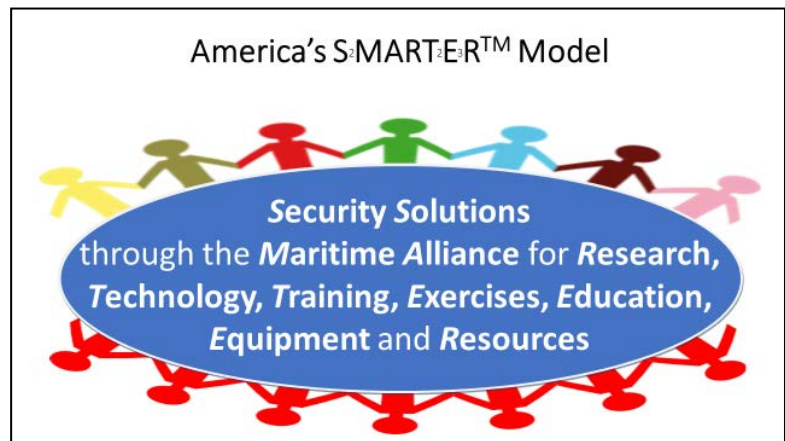 America's S2MART2E3R™ Model
Security Solutions
through the Maritime Alliance for Research,
Technology, Training, Exercises, Education,
Equipment and Resources